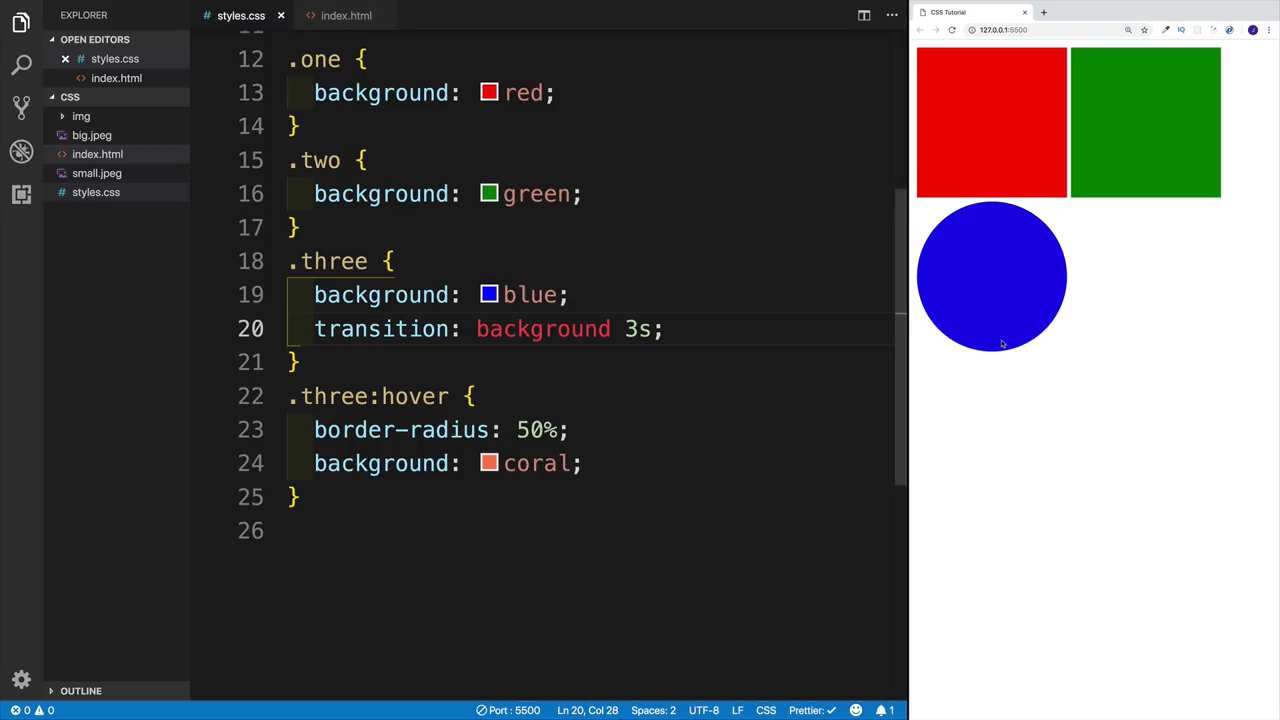 EXPLORER
OPEN EDITORS
styles.css
index.html
CSS
img
big.jpeg
index.html
small.jpeg
styles.css
OUTLINE
styles.css
index.html
11
12 .one {
13 background: red;
14 }
15 .two {
16 background: green;
17 }
18 .three {
19 background: blue;
20 transition: background 3s;
21 }
22 .three:hover {
23 border-radius: 50%;
24 background: coral;
25 }
26
0 0 Port : 5500 Ln 20, Col 28 Spaces: 2 UTF-8 LF CSS Prettier: 1
CSS Tutorial
127.0.0.1:5500
IQ
J